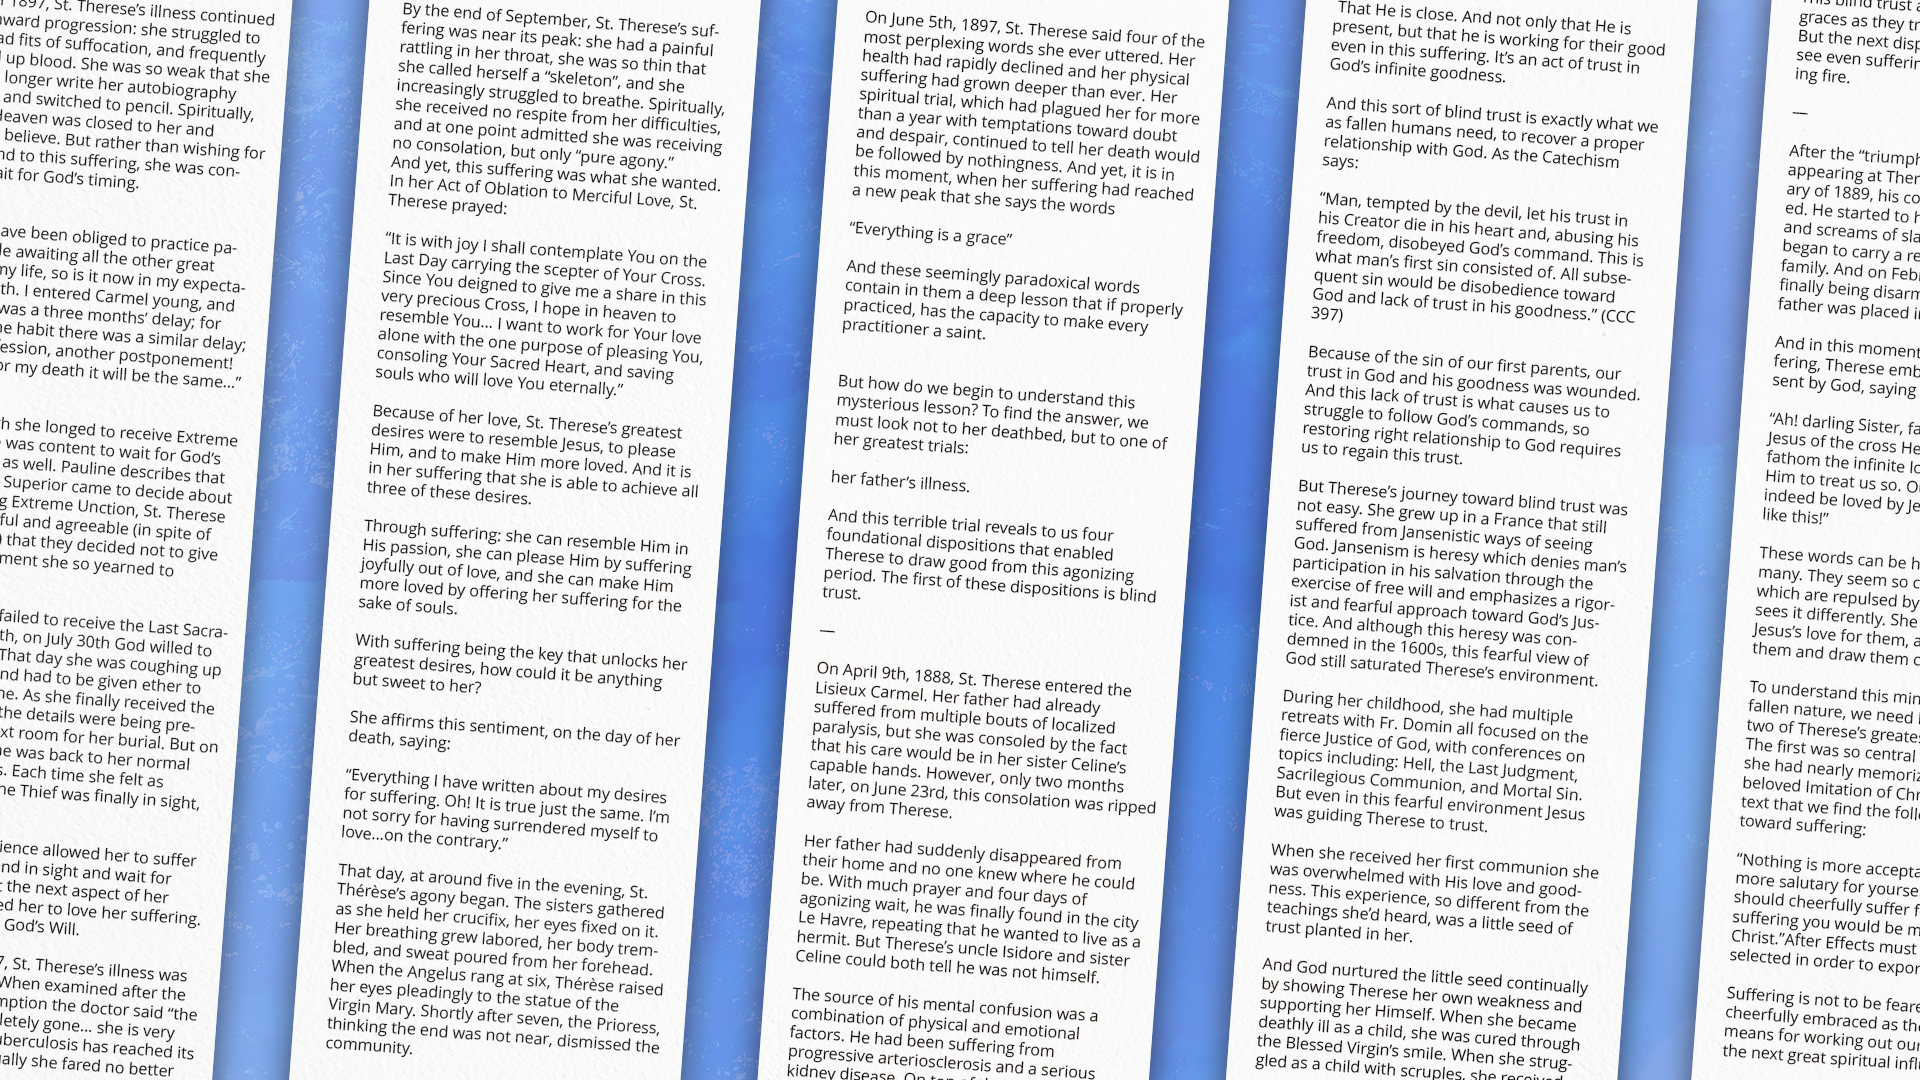 1897, St. Therese's illness continued
ward progression: she struggled to
ad fits of suffocation, and frequently
up blood. She was so weak that she
longer write her autobiography
and switched to pencil. Spiritually,
Heaven was closed to her and
believe. But rather than wishing for
nd to this suffering, she was con-
ait for God's timing.
ave been obliged to practice pa-
le awaiting all the other great
my life, so is it now in my expecta-
th. I entered Carmel young, and
was a three months' delay; for
he habit there was a similar delay;
ession, another postponement!
or my death it will be the same..."
h she longed to receive Extreme
was content to wait for God's
as well. Pauline describes that
Superior came to decide about
g Extreme Unction, St. Therese
ful and agreeable (in spite of
) that they decided not to give
ment she so yearned to
failed to receive the Last Sacra-
th, on July 30th God willed to
That day she was coughing up
nd had to be given ether to
ne. As she finally received the
the details were being pre-
xt room for her burial. But on
he was back to her normal
s. Each time she felt as
he Thief was finally in sight,
ience allowed her to suffer
end in sight and wait for
t the next aspect of her
ed her to love her suffering.
God's Will.
7, St. Therese's illness was
When examined after the
mption the doctor said "the
letely gone... she is very
uberculosis has reached its
ually she fared no better
By the end of September, St. Therese's suf-
fering was near its peak: she had a painful
rattling in her throat, she was so thin that
she called herself a "skeleton", and she
increasingly struggled to breathe. Spiritually,
she received no respite from her difficulties,
and at one point admitted she was receiving
no consolation, but only "pure agony."
And yet, this suffering was what she wanted.
In her Act of Oblation to Merciful Love, St.
Therese prayed:
"It is with joy I shall contemplate You on the
Last Day carrying the scepter of Your Cross.
Since You deigned to give me a share in this
very precious Cross, I hope in heaven to
resemble You... I want to work for Your love
alone with the one purpose of pleasing You,
consoling Your Sacred Heart, and saving
souls who will love You eternally."
Because of her love, St. Therese's greatest
desires were to resemble Jesus, to please
Him, and to make Him more loved. And it is
in her suffering that she is able to achieve all
three of these desires.
Through suffering: she can resemble Him in
His passion, she can please Him by suffering
joyfully out of love, and she can make Him
more loved by offering her suffering for the
sake of souls.
With suffering being the key that unlocks her
greatest desires, how could it be anything
but sweet to her?
She affirms this sentiment, on the day of her
death, saying:
"Everything I have written about my desires
for suffering. Oh! It is true just the same. I'm
not sorry for having surrendered myself to
love...on the contrary."
That day, at around five in the evening, St.
Thérèse's agony began. The sisters gathered
as she held her crucifix, her eyes fixed on it.
Her breathing grew labored, her body trem-
bled, and sweat poured from her forehead.
When the Angelus rang at six, Thérèse raised
her eyes pleadingly to the statue of the
Virgin Mary. Shortly after seven, the Prioress,
thinking the end was not near, dismissed the
community.
On June 5th, 1897, St. Therese said four of the
most perplexing words she ever uttered. Her
health had rapidly declined and her physical
suffering had grown deeper than ever. Her
spiritual trial, which had plagued her for more
than a year with temptations toward doubt
and despair, continued to tell her death would
be followed by nothingness. And yet, it is in
this moment, when her suffering had reached
a new peak that she says the words
"Everything is a grace"
And these seemingly paradoxical words
contain in them a deep lesson that if properly
practiced, has the capacity to make every
practitioner a saint.
But how do we begin to understand this
mysterious lesson? To find the answer, we
must look not to her deathbed, but to one of
her greatest trials:
her father's illness.
And this terrible trial reveals to us four
foundational dispositions that enabled
Therese to draw good from this agonizing
period. The first of these dispositions is blind
trust.
—
On April 9th, 1888, St. Therese entered the
Lisieux Carmel. Her father had already
suffered from multiple bouts of localized
paralysis, but she was consoled by the fact
that his care would be in her sister Celine's
capable hands. However, only two months
later, on June 23rd, this consolation was ripped
away from Therese.
Her father had suddenly disappeared from
their home and no one knew where he could
be. With much prayer and four days of
agonizing wait, he was finally found in the city
Le Havre, repeating that he wanted to live as a
hermit. But Therese's uncle Isidore and sister
Celine could both tell he was not himself.
The source of his mental confusion was a
combination of physical and emotional
factors. He had been suffering from
progressive arteriosclerosis and a serious
kidney disease. On top of
That He is close. And not only that He is
present, but that he is working for their good
even in this suffering. It's an act of trust in
God's infinite goodness.
And this sort of blind trust is exactly what we
as fallen humans need, to recover a proper
relationship with God. As the Catechism
says:
"Man, tempted by the devil, let his trust in
his Creator die in his heart and, abusing his
freedom, disobeyed God's command. This is
what man's first sin consisted of. All subse-
quent sin would be disobedience toward
God and lack of trust in his goodness." (CCC
397)
Because of the sin of our first parents, our
trust in God and his goodness was wounded.
And this lack of trust is what causes us to
struggle to follow God's commands, so
restoring right relationship to God requires
us to regain this trust.
But Therese's journey toward blind trust was
not easy. She grew up in a France that still
suffered from Jansenistic ways of seeing
God. Jansenism is heresy which denies man's
participation in his salvation through the
exercise of free will and emphasizes a rigor-
ist and fearful approach toward God's Jus-
tice. And although this heresy was con-
demned in the 1600s, this fearful view of
God still saturated Therese's environment.
During her childhood, she had multiple
retreats with Fr. Domin all focused on the
fierce Justice of God, with conferences on
topics including: Hell, the Last Judgment,
Sacrilegious Communion, and Mortal Sin.
But even in this fearful environment Jesus
was guiding Therese to trust.
When she received her first communion she
was overwhelmed with His love and good-
ness. This experience, so different from the
teachings she'd heard, was a little seed of
trust planted in her.
And God nurtured the little seed continually
by showing Therese her own weakness and
supporting her Himself. When she became
deathly ill as a child, she was cured through
the Blessed Virgin's smile. When she strug-
gled as a child with scruples, she received
This blind trust a
graces as they tr
But the next disp
see even sufferin
ing fire.
—
After the "triumph
appearing at Ther
ary of 1889, his co
ed. He started to h
and screams of sla
began to carry a re
family. And on Feb
finally being disarm
father was placed i
And in this moment
fering, Therese emb
sent by God, saying
"Ah! darling Sister, fa
Jesus of the cross He
fathom the infinite lo
Him to treat us so. O
indeed be loved by Je
like this!"
These words can be h
many. They seem so c
which are repulsed by
sees it differently. She
Jesus's love for them, a
them and draw them c
To understand this min
fallen nature, we need l
two of Therese's greates
The first was so central
she had nearly memoriz
beloved Imitation of Chr
text that we find the follo
toward suffering:
"Nothing is more accepta
more salutary for yourse
should cheerfully suffer f
suffering you would be m
Christ."After Effects must
selected in order to expor
Suffering is not to be feare
cheerfully embraced as the
means for working out our
the next great spiritual infl